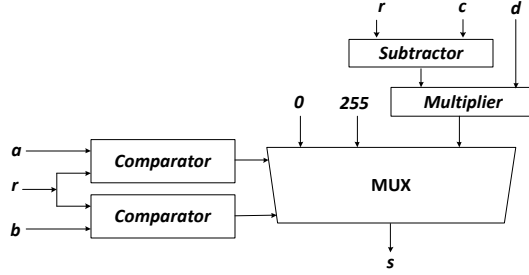 r c d
Subtractor
0 255 Multiplier
a Comparator
r MUX
b Comparator
s